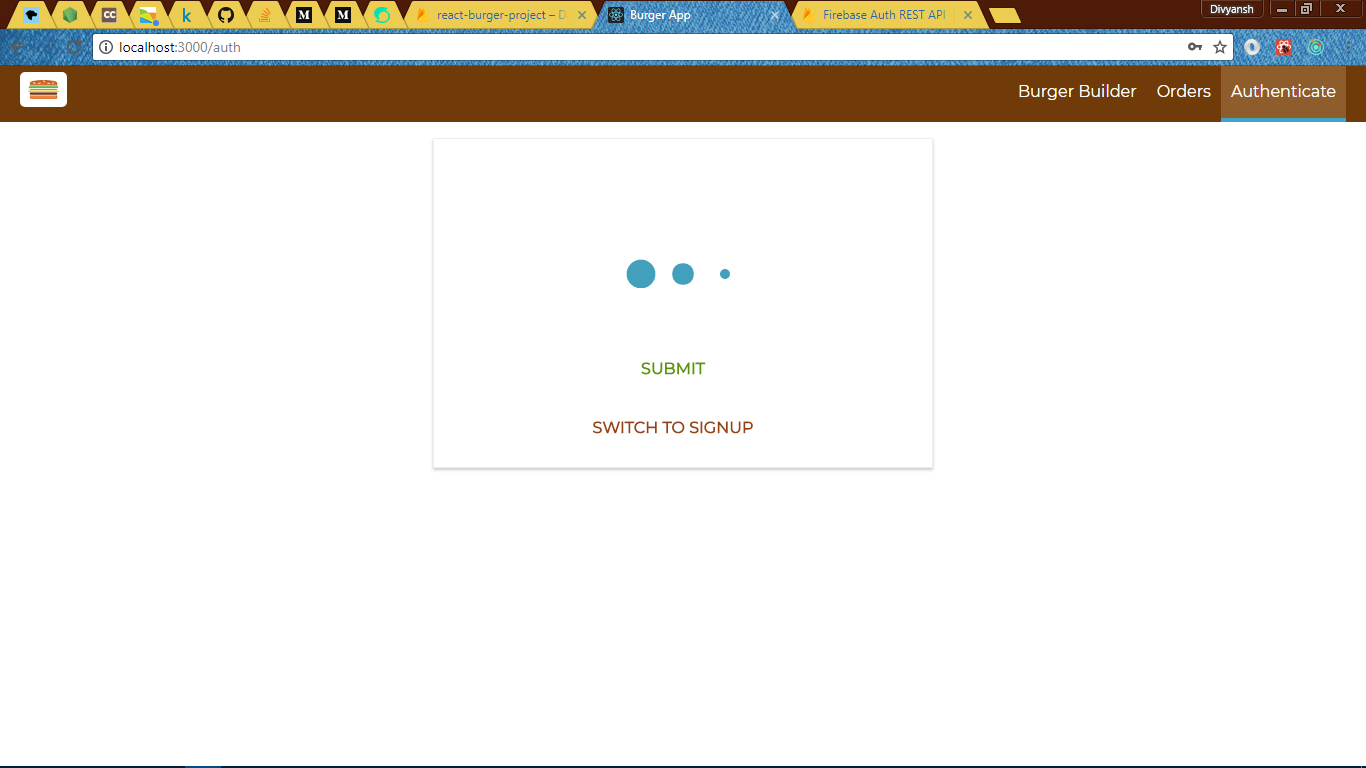 CC
k
M
M
react-burger-project – D
Burger App
Firebase Auth REST API
Divyansh
localhost:3000/auth
Burger Builder
Orders
Authenticate
SUBMIT
SWITCH TO SIGNUP